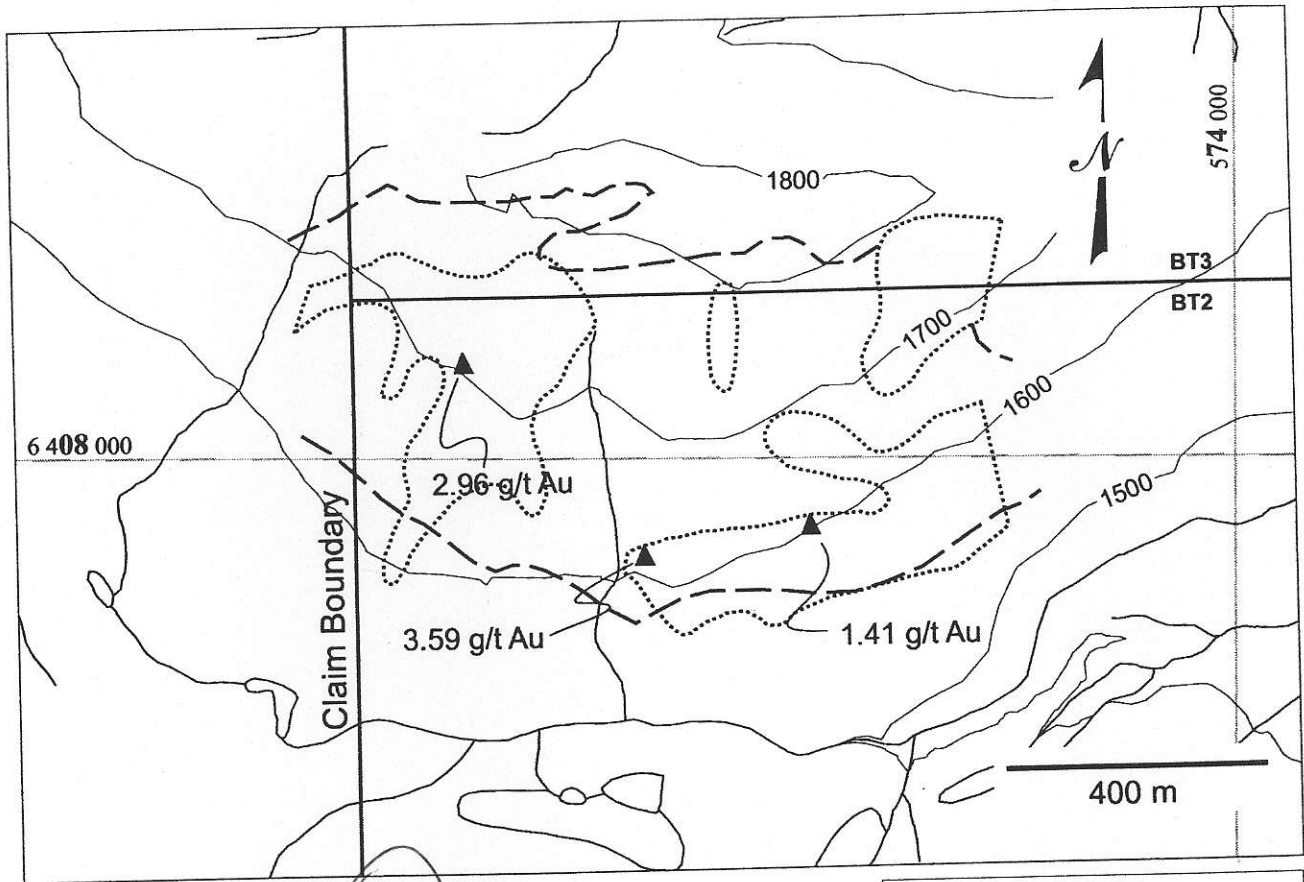 574 000
N
1800
BT3
BT2
1700
1600
6 408 000
2.96 g/t Au
1500
Claim Boundary
3.59 g/t Au
1.41 g/t Au
400 m